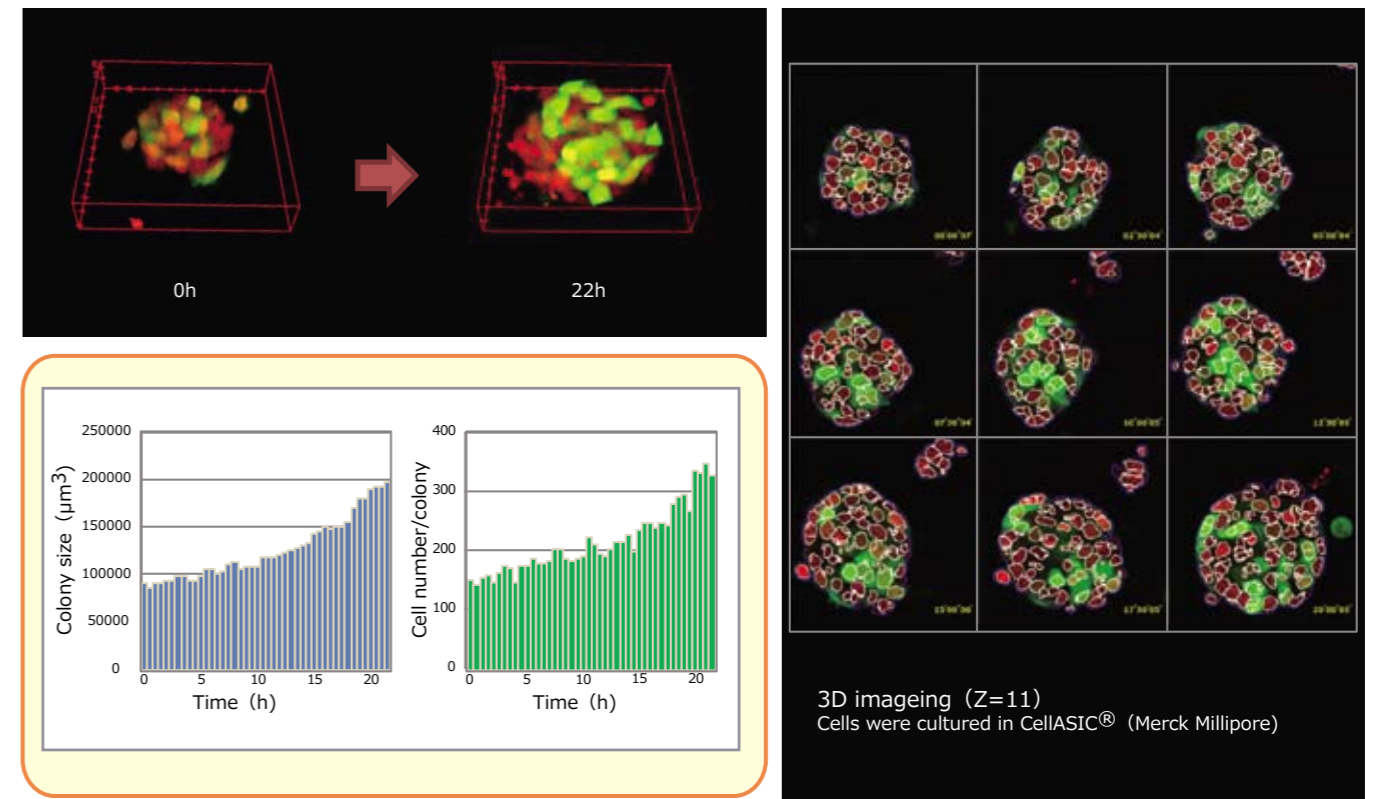 0h
22h
250000
200000
150000
100000
50000
0
Colony size (μm³)
0 5 10 15 20
Time (h)
400
300
200
100
0
Cell number/colony
0 5 10 15 20
Time (h)
3D imageing (Z=11)
Cells were cultured in CellASIC® (Merck Millipore)